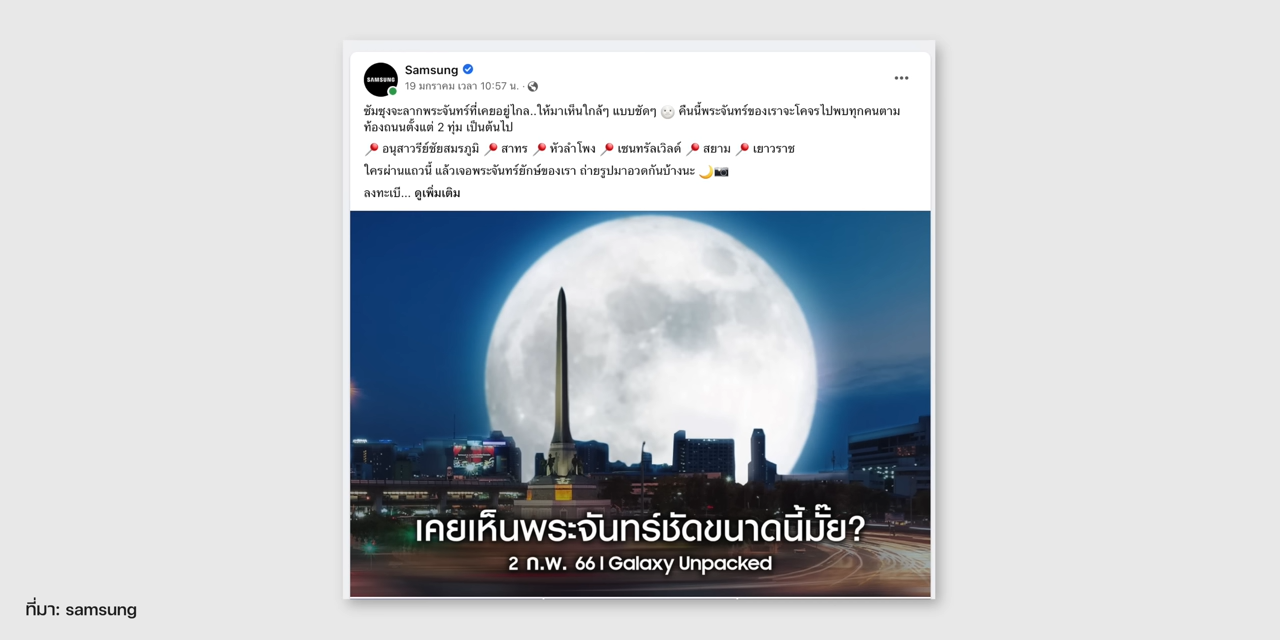 SAMSUNG
Samsung
19 มกราคม เวลา 10:57 น. ·
ซัมซุงจะลากพระจันทร์ที่เคยอยู่ไกล..ให้มาเห็นใกล้ๆ แบบชัดๆ 🌝 คืนนี้พระจันทร์ของเราจะโคจรไปพบทุกคนตาม
ท้องถนนตั้งแต่ 2 ทุ่ม เป็นต้นไป
📍 อนุสาวรีย์ชัยสมรภูมิ 📍 สาทร 📍 หัวลำโพง 📍 เซนทรัลเวิลด์ 📍 สยาม 📍 เยาวราช
ใครผ่านแถวนี้ แล้วเจอพระจันทร์ยักษ์ของเรา ถ่ายรูปมาอวดกันบ้างนะ 🌙📷
ลงทะเบี... ดูเพิ่มเติม
เคยเห็นพระจันทร์ชัดขนาดนี้มั๊ย?
2 ก.พ. 66 | Galaxy Unpacked
ที่มา: samsung